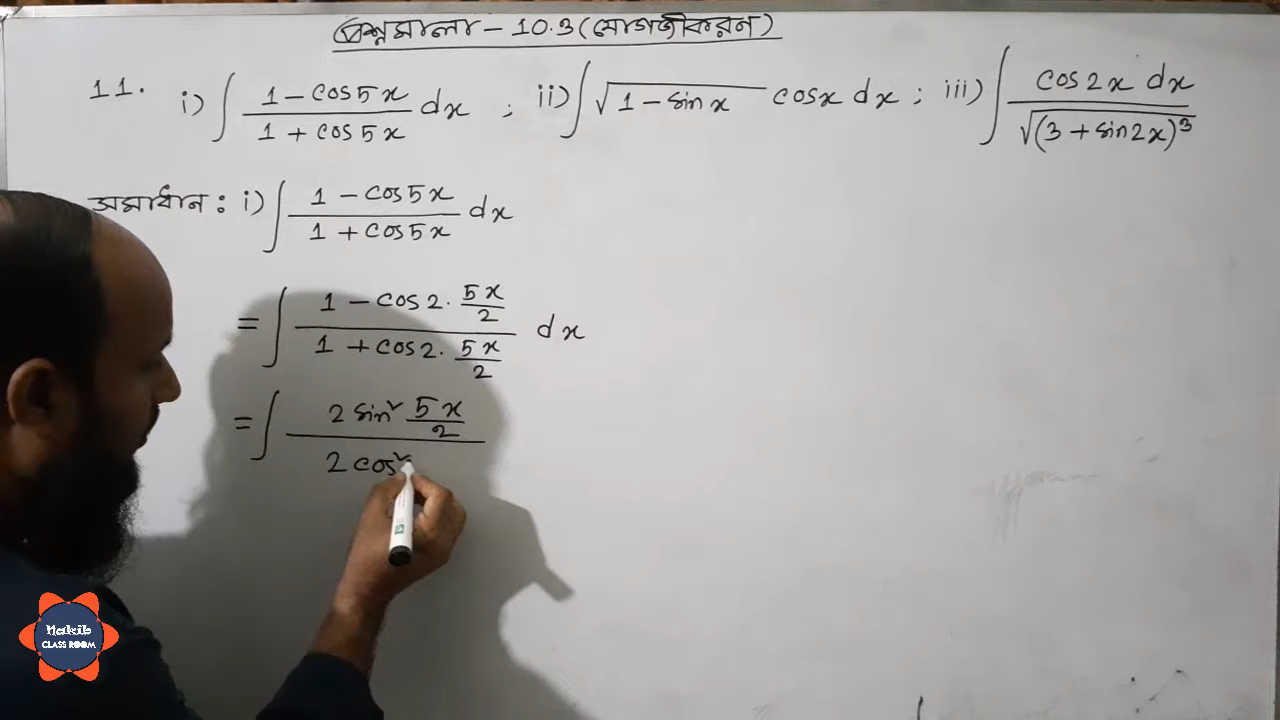 প্রশ্নমালা - 10.3 (যোগজীকরন)
11. i) ∫ (1 - cos5x)/(1 + cos5x) dx ; ii) ∫ √(1 - sin x) cosx dx ; iii) ∫ cos2x dx/√((3 + sin2x)³)
সমাধান : i) ∫ (1 - cos5x)/(1 + cos5x) dx
= ∫ (1 - cos2·5x/2)/(1 + cos2·5x/2) dx
= ∫ 2 sin² 5x/2
2 cos²
Nakib
CLASS ROOM